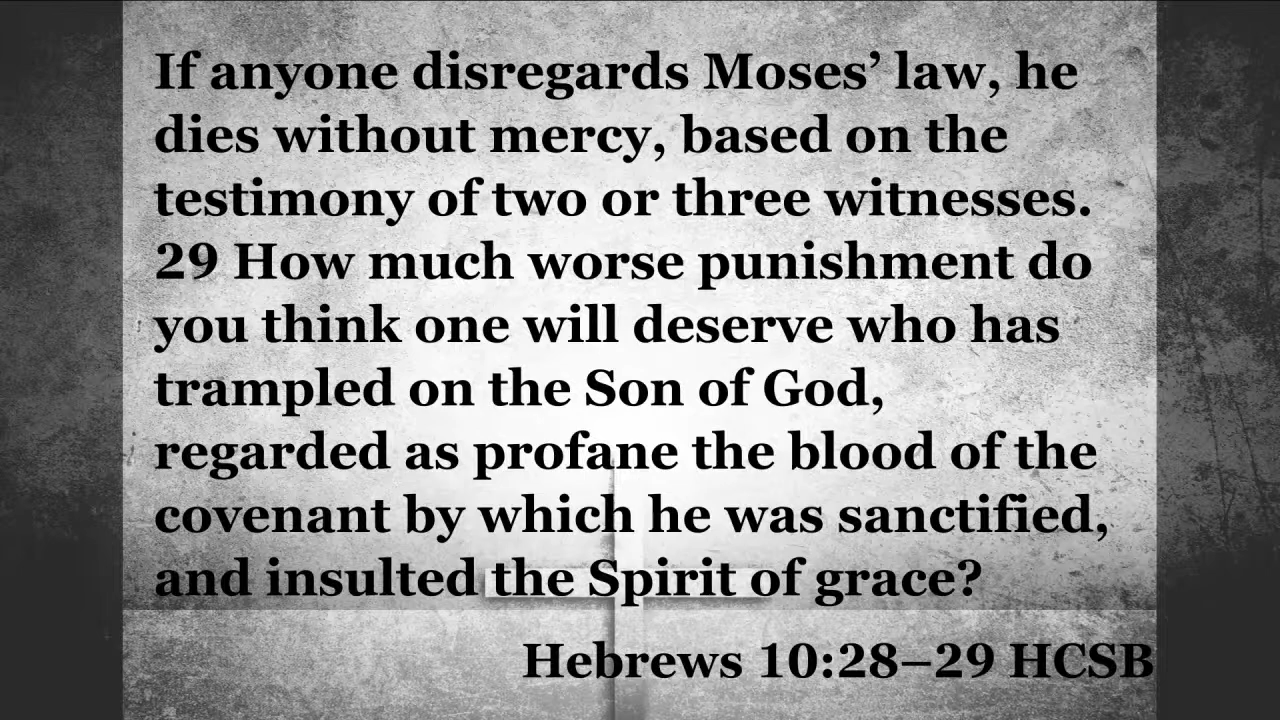 If anyone disregards Moses’ law, he
dies without mercy, based on the
testimony of two or three witnesses.
29 How much worse punishment do
you think one will deserve who has
trampled on the Son of God,
regarded as profane the blood of the
covenant by which he was sanctified,
and insulted the Spirit of grace?
Hebrews 10:28–29 HCSB